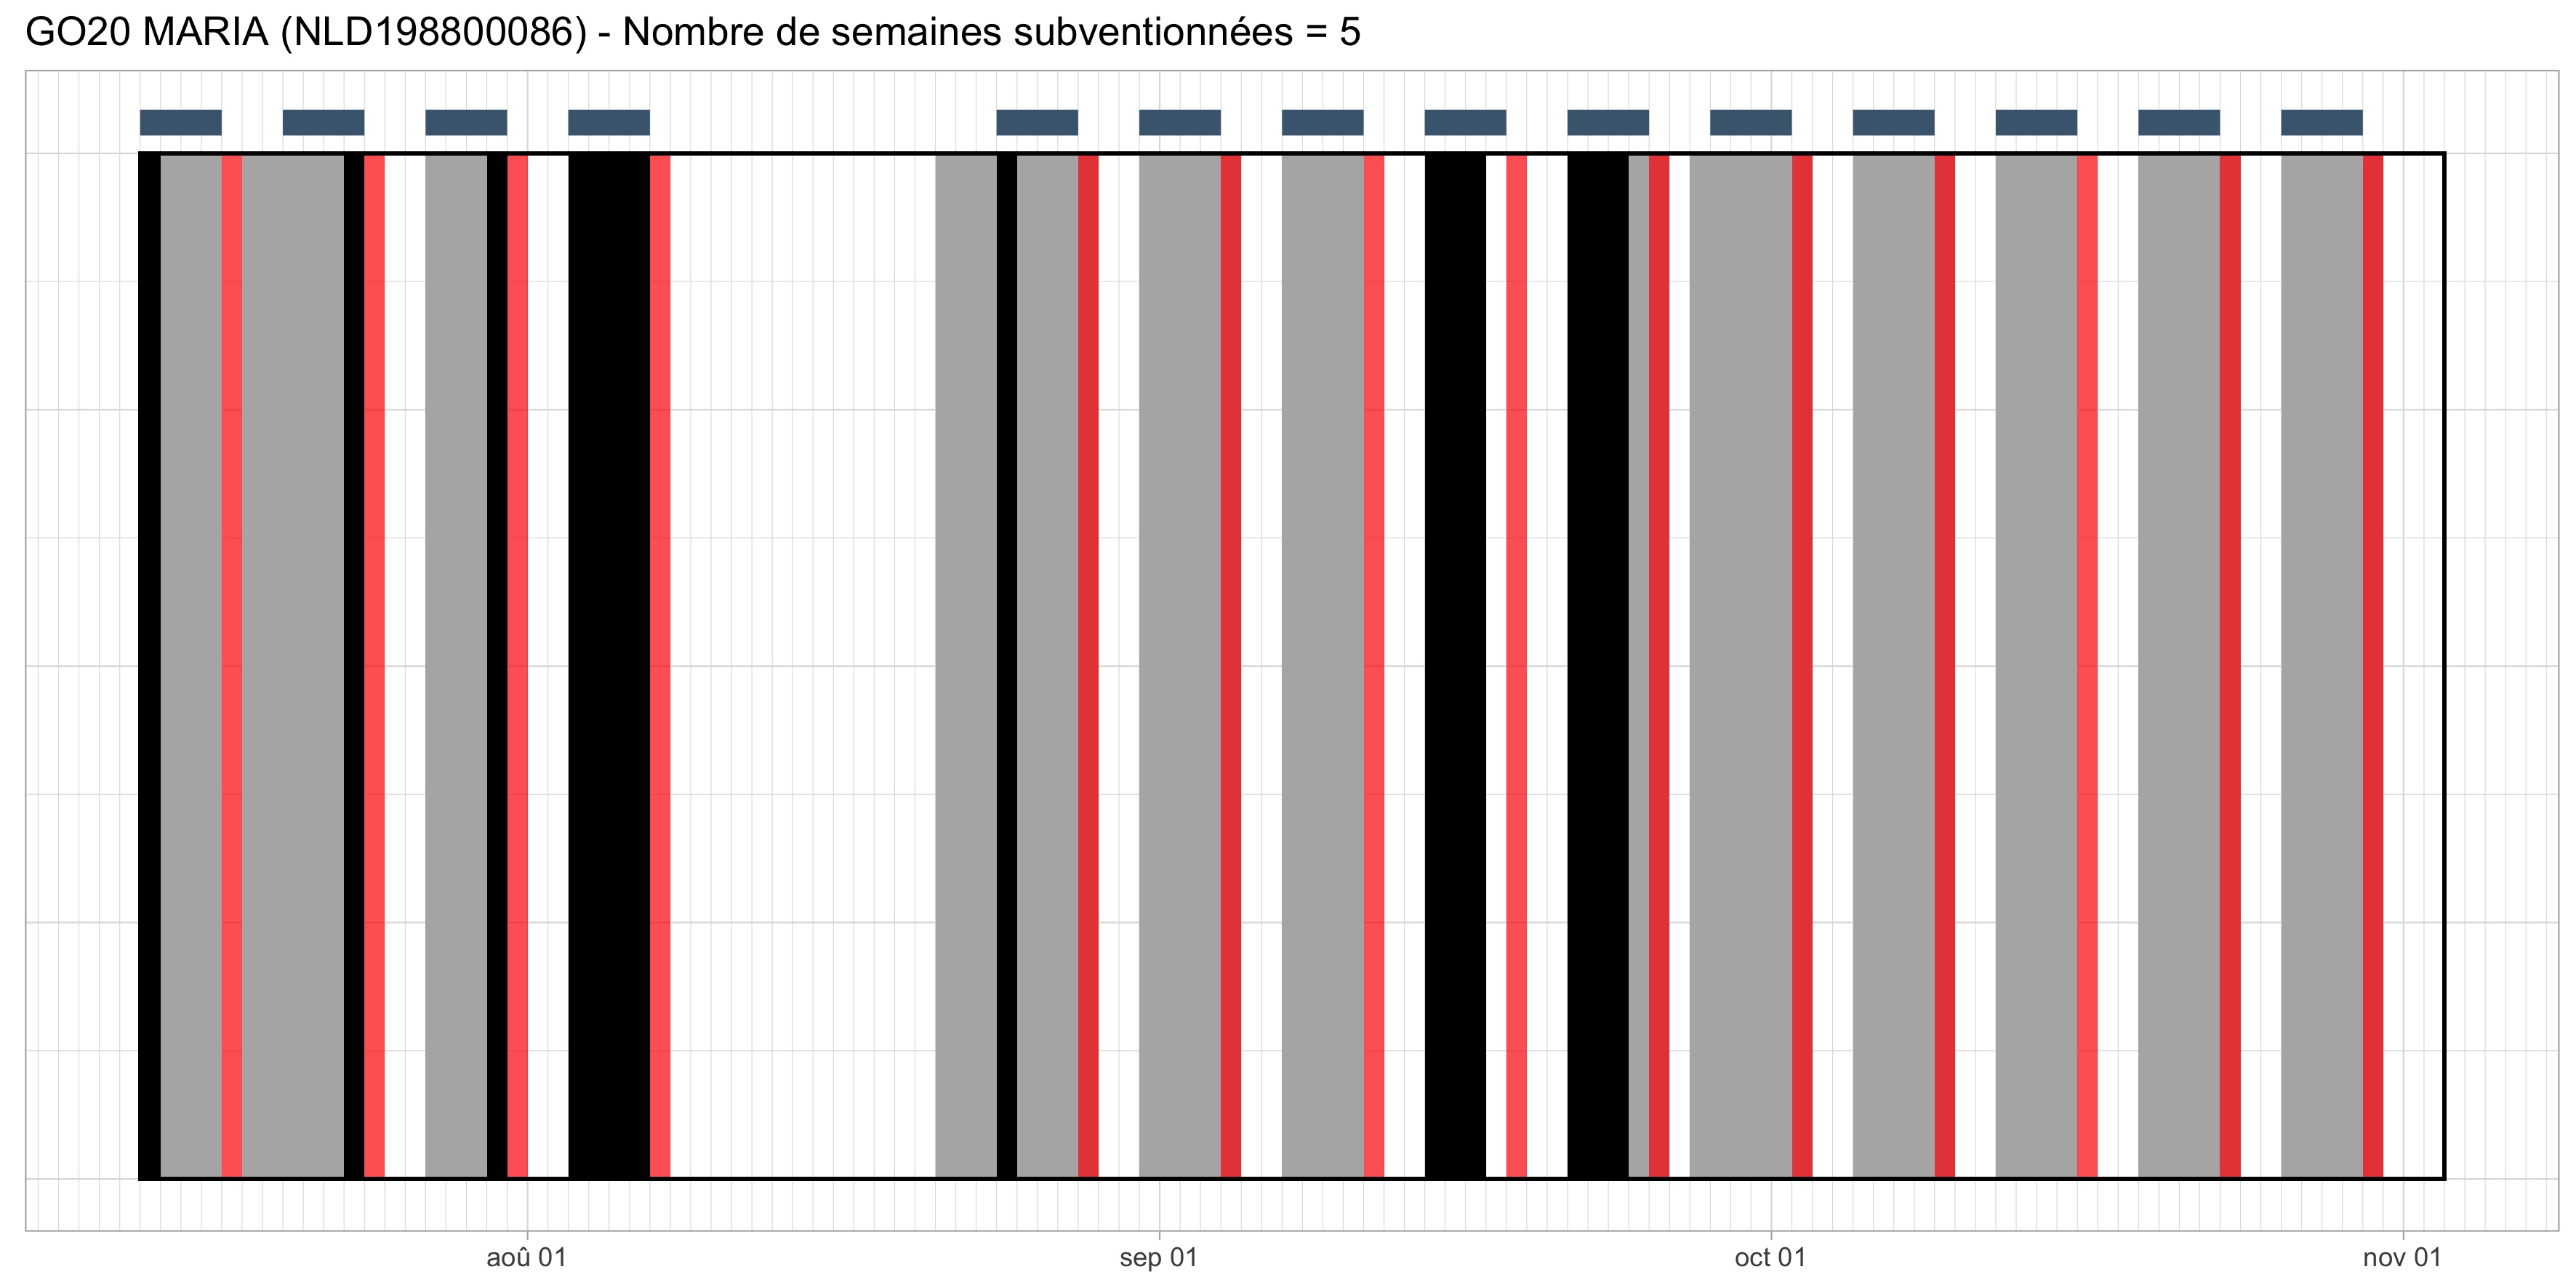 GO20 MARIA (NLD198800086) - Nombre de semaines subventionnées = 5
aoû 01
sep 01
oct 01
nov 01